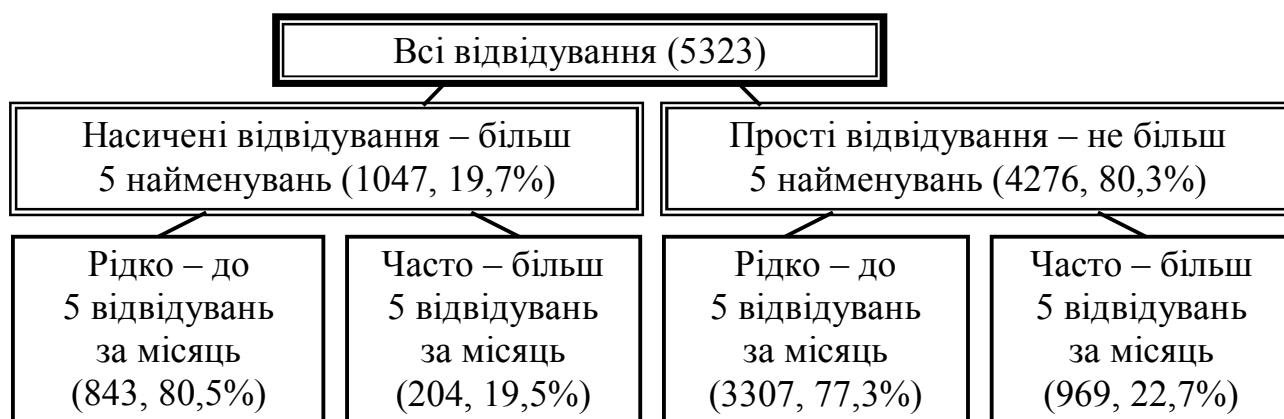 Всі відвідування (5323)
Насичені відвідування – більш
5 найменувань (1047, 19,7%)
Прості відвідування – не більш
5 найменувань (4276, 80,3%)
Рідко – до
5 відвідувань
за місяць
(843, 80,5%)
Часто – більш
5 відвідувань
за місяць
(204, 19,5%)
Рідко – до
5 відвідувань
за місяць
(3307, 77,3%)
Часто – більш
5 відвідувань
за місяць
(969, 22,7%)